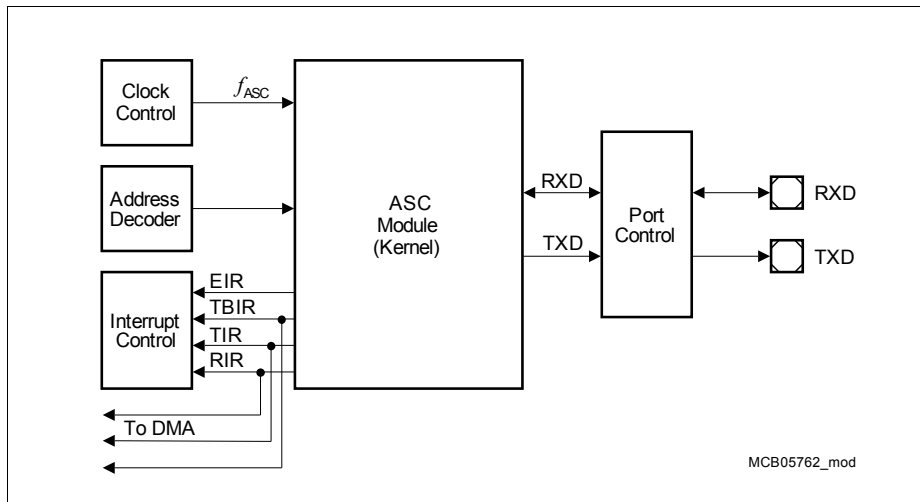 Clock
Control
fASC
Address
Decoder
ASC
Module
(Kernel)
RXD
TXD
Port
Control
RXD
TXD
Interrupt
Control
EIR
TBIR
TIR
RIR
To DMA
MCB05762_mod